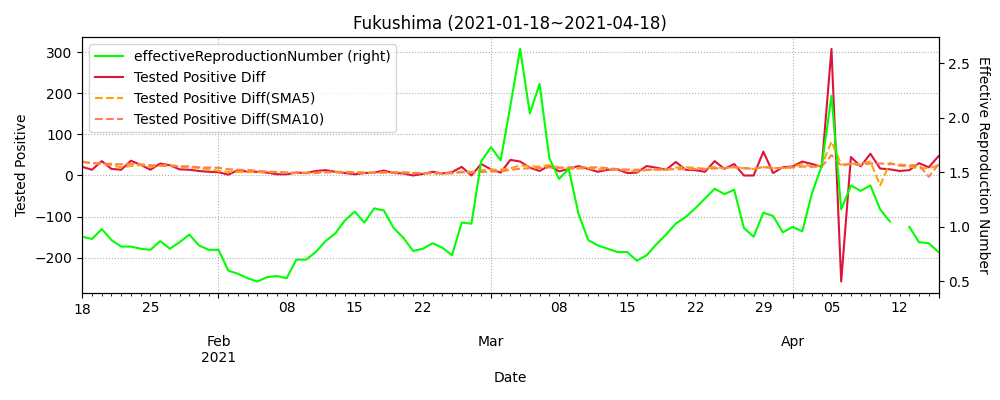 Fukushima (2021-01-18~2021-04-18)
effectiveReproductionNumber (right)
Tested Positive Diff
Tested Positive Diff(SMA5)
Tested Positive Diff(SMA10)
Tested Positive
300
200
100
0
−100
−200
2.5
2.0
1.5
1.0
0.5
Effective Reproduction Number
18 25 08 15 22 08 15 22 29 05 12
Feb Mar Apr
2021
Date